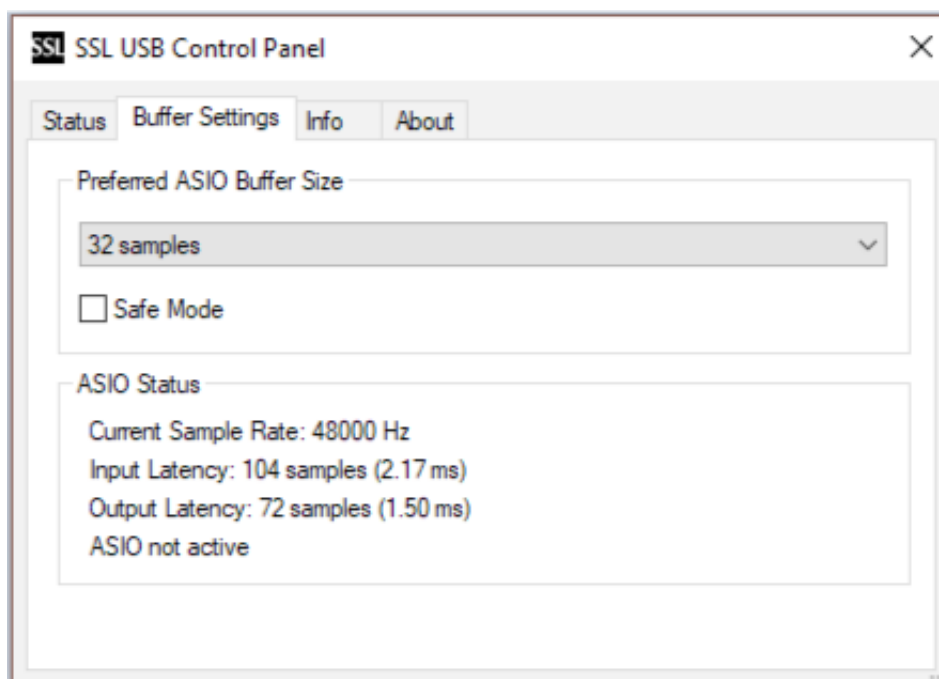 SSL SSL USB Control Panel
Status Buffer Settings Info About
Preferred ASIO Buffer Size
32 samples
Safe Mode
ASIO Status
Current Sample Rate: 48000 Hz
Input Latency: 104 samples (2.17 ms)
Output Latency: 72 samples (1.50 ms)
ASIO not active